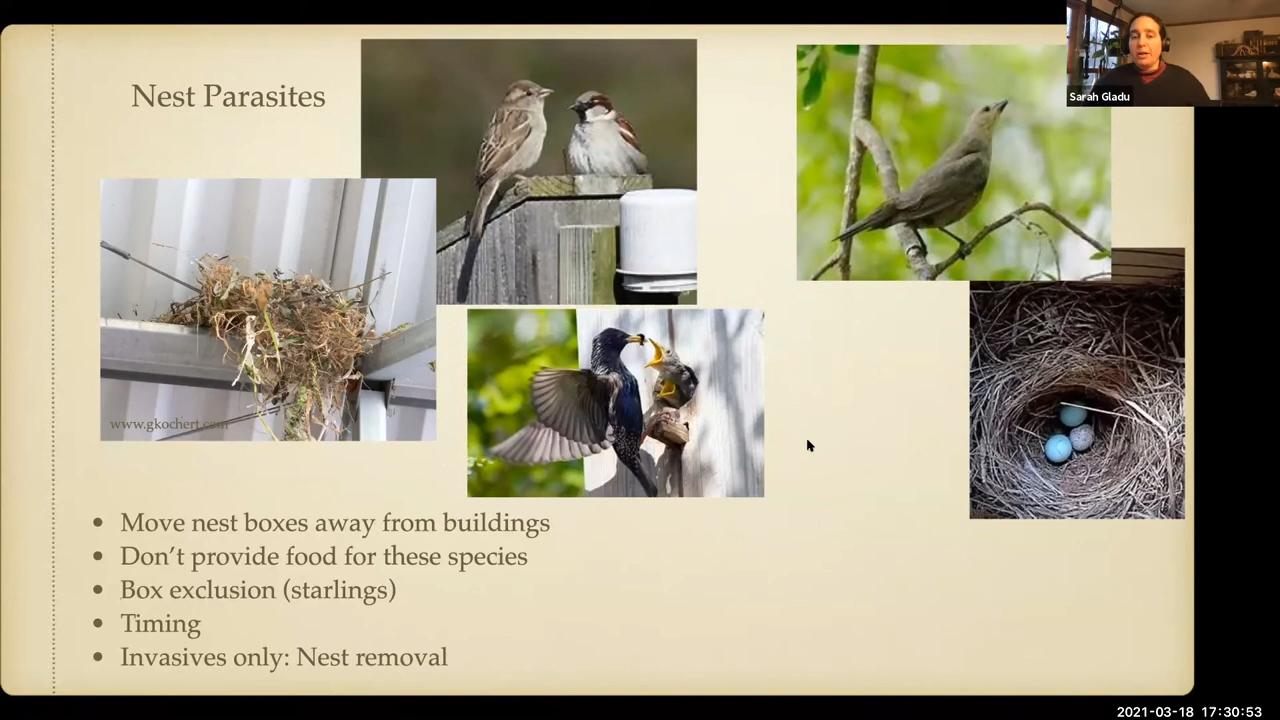 Sarah Gladu
Nest Parasites
www.gkochert.com
• Move nest boxes away from buildings
• Don’t provide food for these species
• Box exclusion (starlings)
• Timing
• Invasives only: Nest removal
2021-03-18 17:30:53